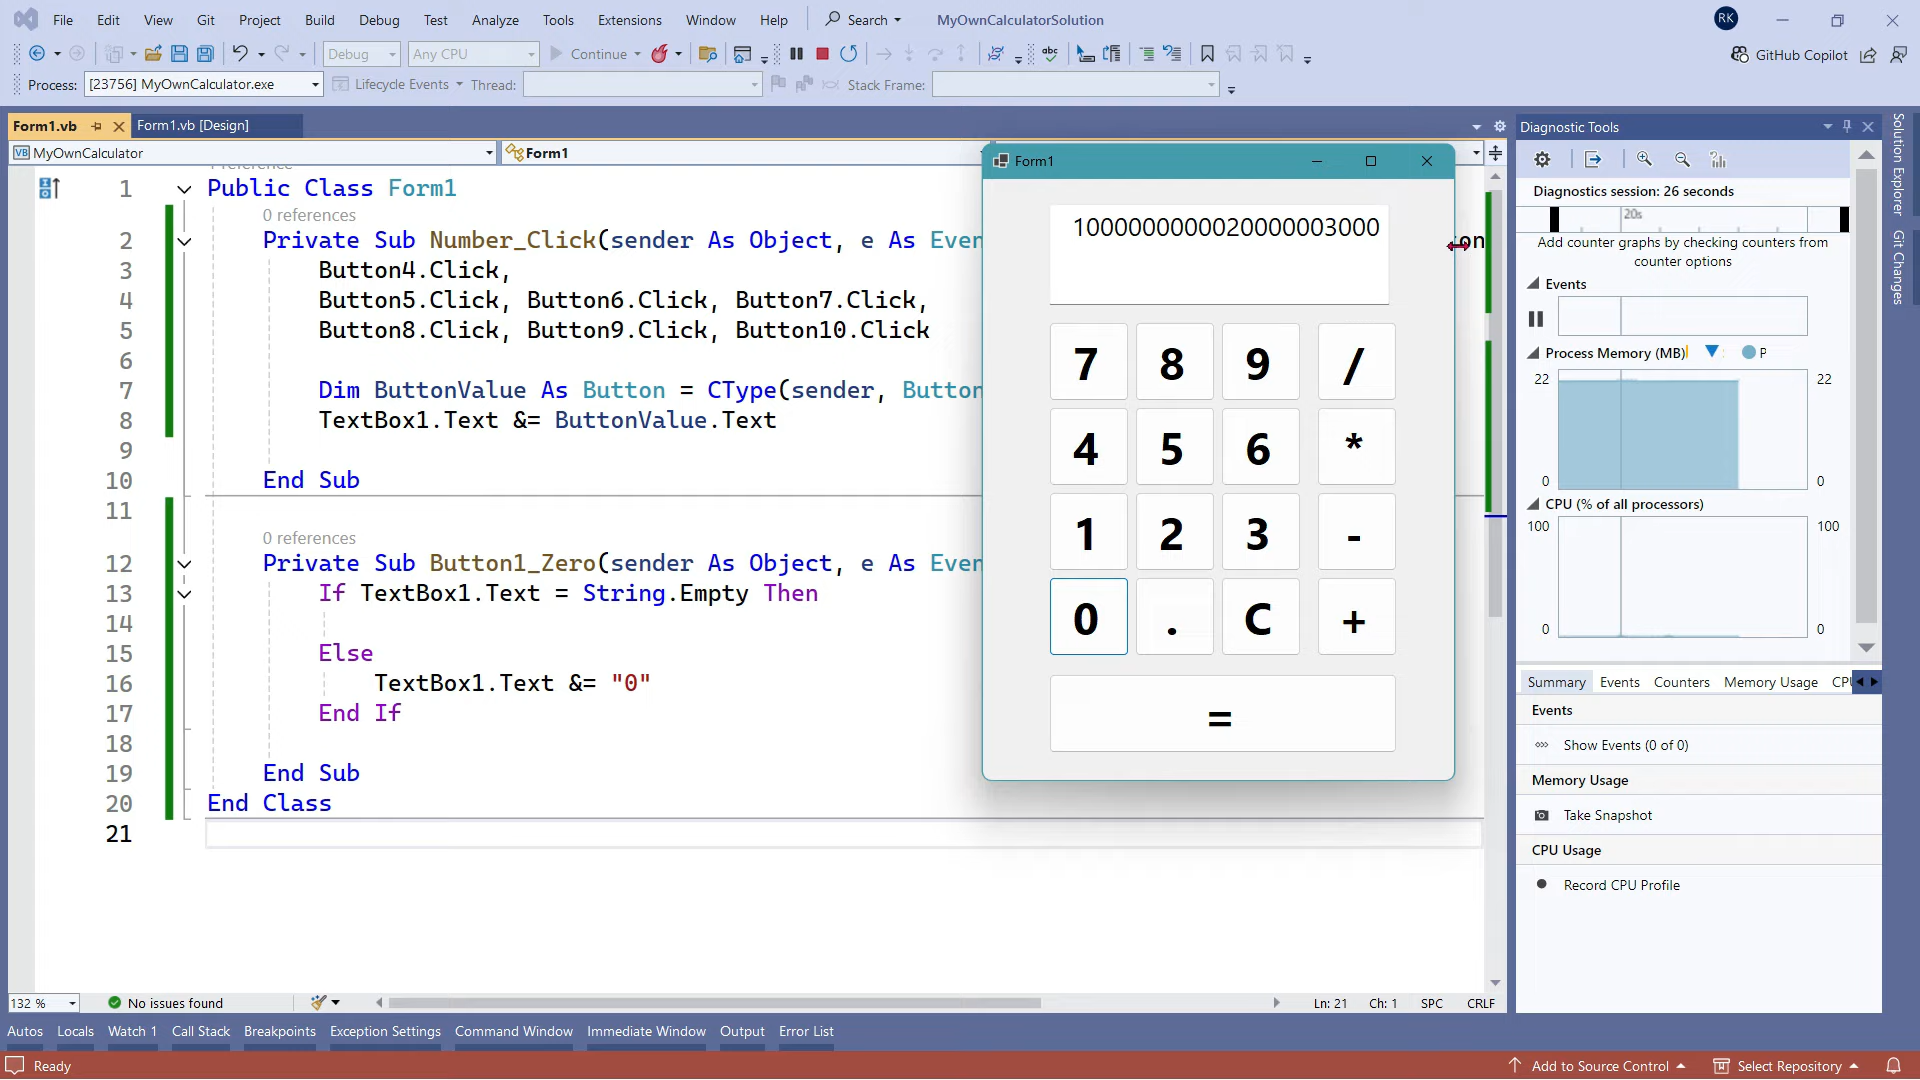 File Edit View Git Project Build Debug Test Analyze Tools Extensions Window Help Search MyOwnCalculatorSolution RK
Debug Any CPU Continue GitHub Copilot
Process: [23756] MyOwnCalculator.exe Lifecycle Events Thread: Stack Frame:
Form1.vb Form1.vb [Design]
MyOwnCalculator Form1
1 Public Class Form1
0 references
2 Private Sub Number_Click(sender As Object, e As Even
3 Button4.Click,
4 Button5.Click, Button6.Click, Button7.Click,
5 Button8.Click, Button9.Click, Button10.Click
6
7 Dim ButtonValue As Button = CType(sender, Button
8 TextBox1.Text &= ButtonValue.Text
9
10 End Sub
11
0 references
12 Private Sub Button1_Zero(sender As Object, e As Even
13 If TextBox1.Text = String.Empty Then
14
15 Else
16 TextBox1.Text &= "0"
17 End If
18
19 End Sub
20 End Class
21
Form1
1000000000020000003000
7 8 9 /
4 5 6 *
1 2 3 -
0 . C +
=
Diagnostic Tools
Diagnostics session: 26 seconds
20s
Add counter graphs by checking counters from
counter options
Events
Process Memory (MB) P
22 22
0 0
CPU (% of all processors)
100 100
0 0
Summary Events Counters Memory Usage CPU
Events
Show Events (0 of 0)
Memory Usage
Take Snapshot
CPU Usage
Record CPU Profile
Solution Explorer
Git Changes
132 % No issues found Ln: 21 Ch: 1 SPC CRLF
Autos Locals Watch 1 Call Stack Breakpoints Exception Settings Command Window Immediate Window Output Error List
Ready Add to Source Control Select Repository